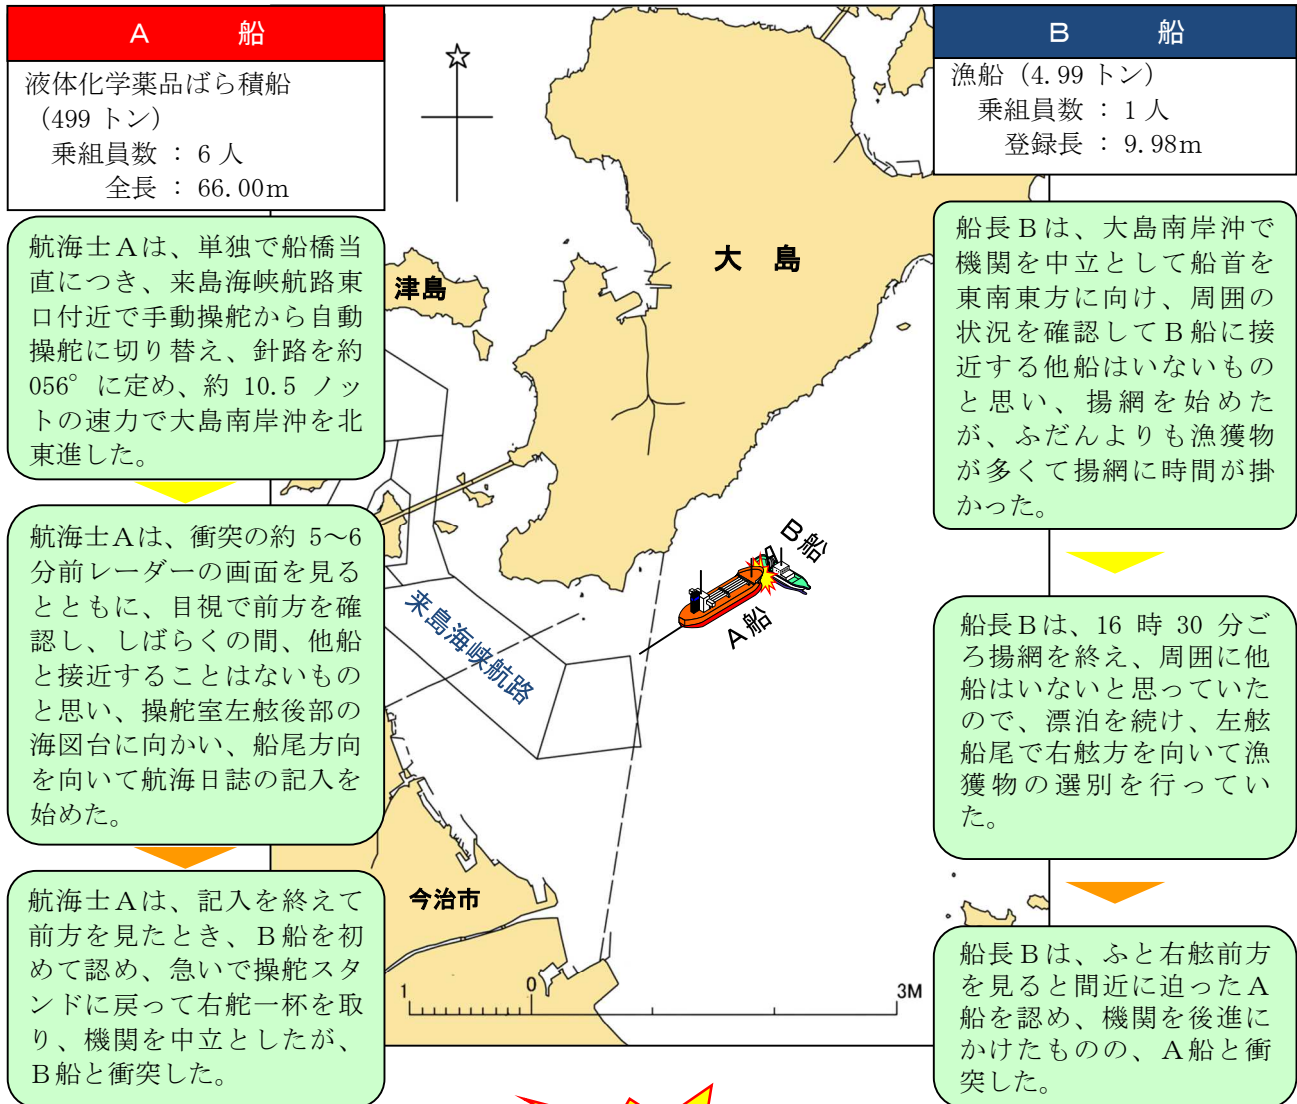 A 船
液体化学薬品ばら積船
(499 トン)
乗組員数 : 6 人
全長 : 66.00m
航海士Aは、単独で船橋当
直につき、来島海峡航路東
口付近で手動操舵から自動
操舵に切り替え、針路を約
056°に定め、約 10.5 ノッ
トの速力で大島南岸沖を北
東進した。
航海士Aは、衝突の約 5~6
分前レーダーの画面を見る
とともに、目視で前方を確
認し、しばらくの間、他船
と接近することはないもの
と思い、操舵室左舷後部の
海図台に向かい、船尾方向
を向いて航海日誌の記入を
始めた。
航海士Aは、記入を終えて
前方を見たとき、B船を初
めて認め、急いで操舵スタ
ンドに戻って右舵一杯を取
り、機関を中立としたが、
B船と衝突した。
大 島
津島
B船
A船
来島海峡航路
今治市
1 0 3M
B 船
漁船 (4.99 トン)
乗組員数 : 1 人
登録長 : 9.98m
船長Bは、大島南岸沖で
機関を中立として船首を
東南東方に向け、周囲の
状況を確認してB船に接
近する他船はいないもの
と思い、揚網を始めた
が、ふだんよりも漁獲物
が多くて揚網に時間が掛
かった。
船長Bは、16 時 30 分ご
ろ揚網を終え、周囲に他
船はいないと思っていた
ので、漂泊を続け、左舷
船尾で右舷方を向いて漁
獲物の選別を行ってい
た。
船長Bは、ふと右舷前方
を見ると間近に迫ったA
船を認め、機関を後進に
かけたものの、A船と衝
突した。